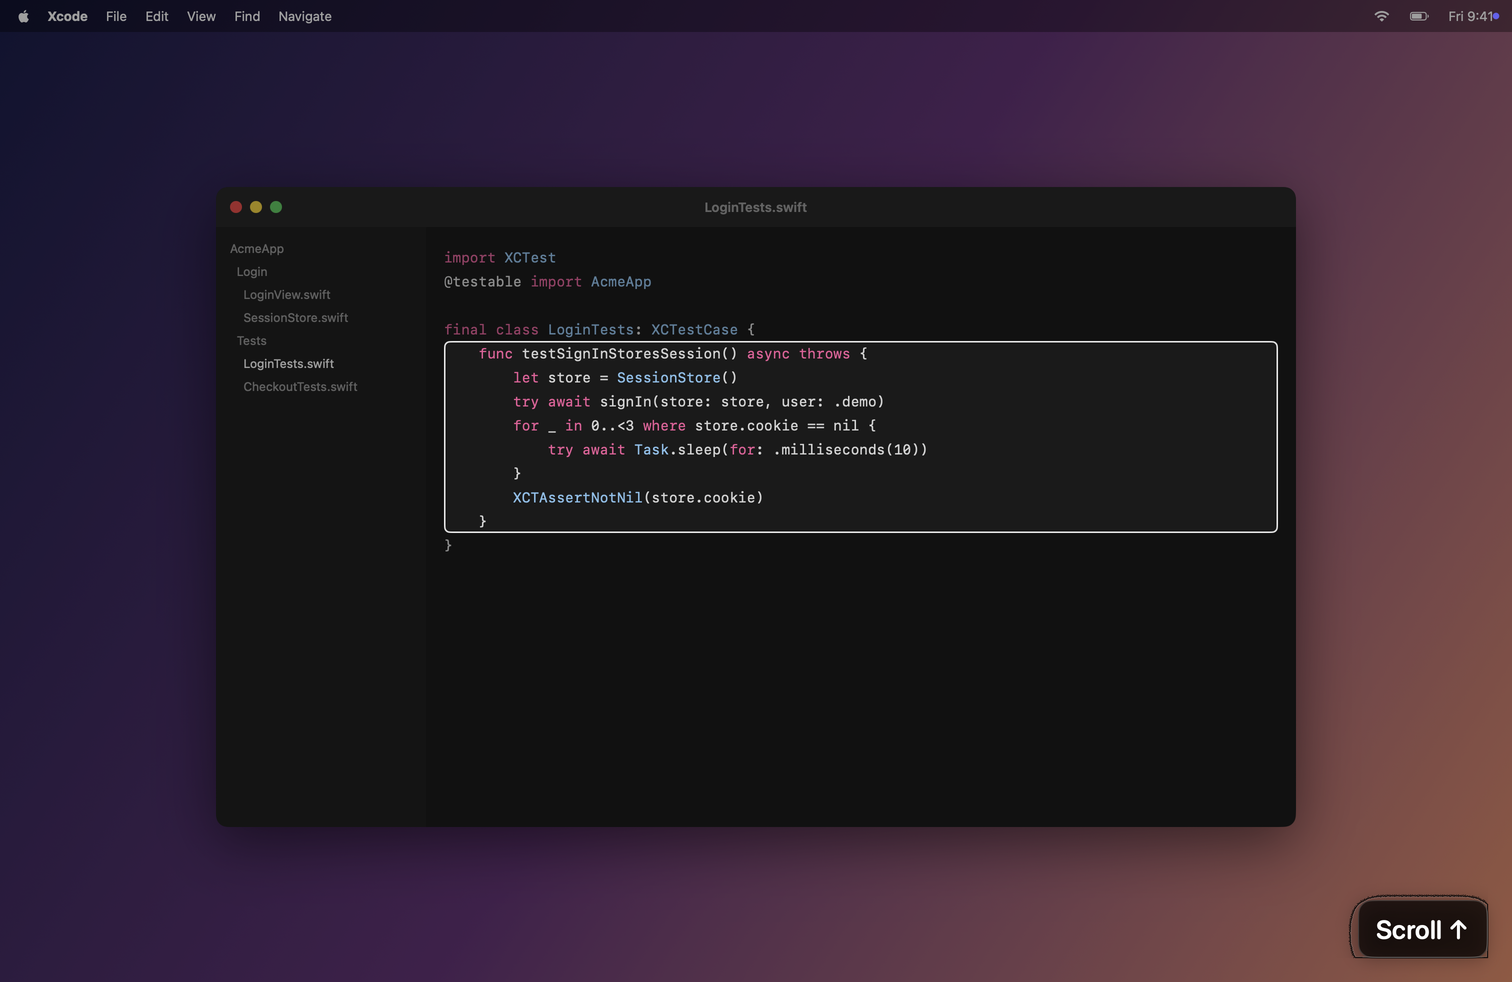 Xcode File Edit View Find Navigate Fri 9:41
LoginTests.swift
AcmeApp
Login
LoginView.swift
SessionStore.swift
Tests
LoginTests.swift
CheckoutTests.swift
import XCTest
@testable import AcmeApp
final class LoginTests: XCTestCase {
    func testSignInStoresSession() async throws {
        let store = SessionStore()
        try await signIn(store: store, user: .demo)
        for _ in 0..<3 where store.cookie == nil {
            try await Task.sleep(for: .milliseconds(10))
        }
        XCTAssertNotNil(store.cookie)
    }
}
Scroll ↑